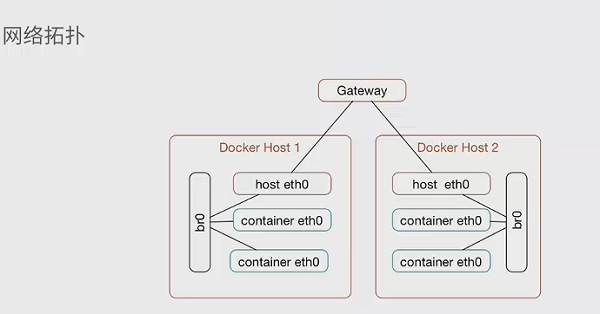 网络拓扑
Gateway
Docker Host 1
host eth0
br0
container eth0
container eth0
Docker Host 2
host eth0
br0
container eth0
container eth0